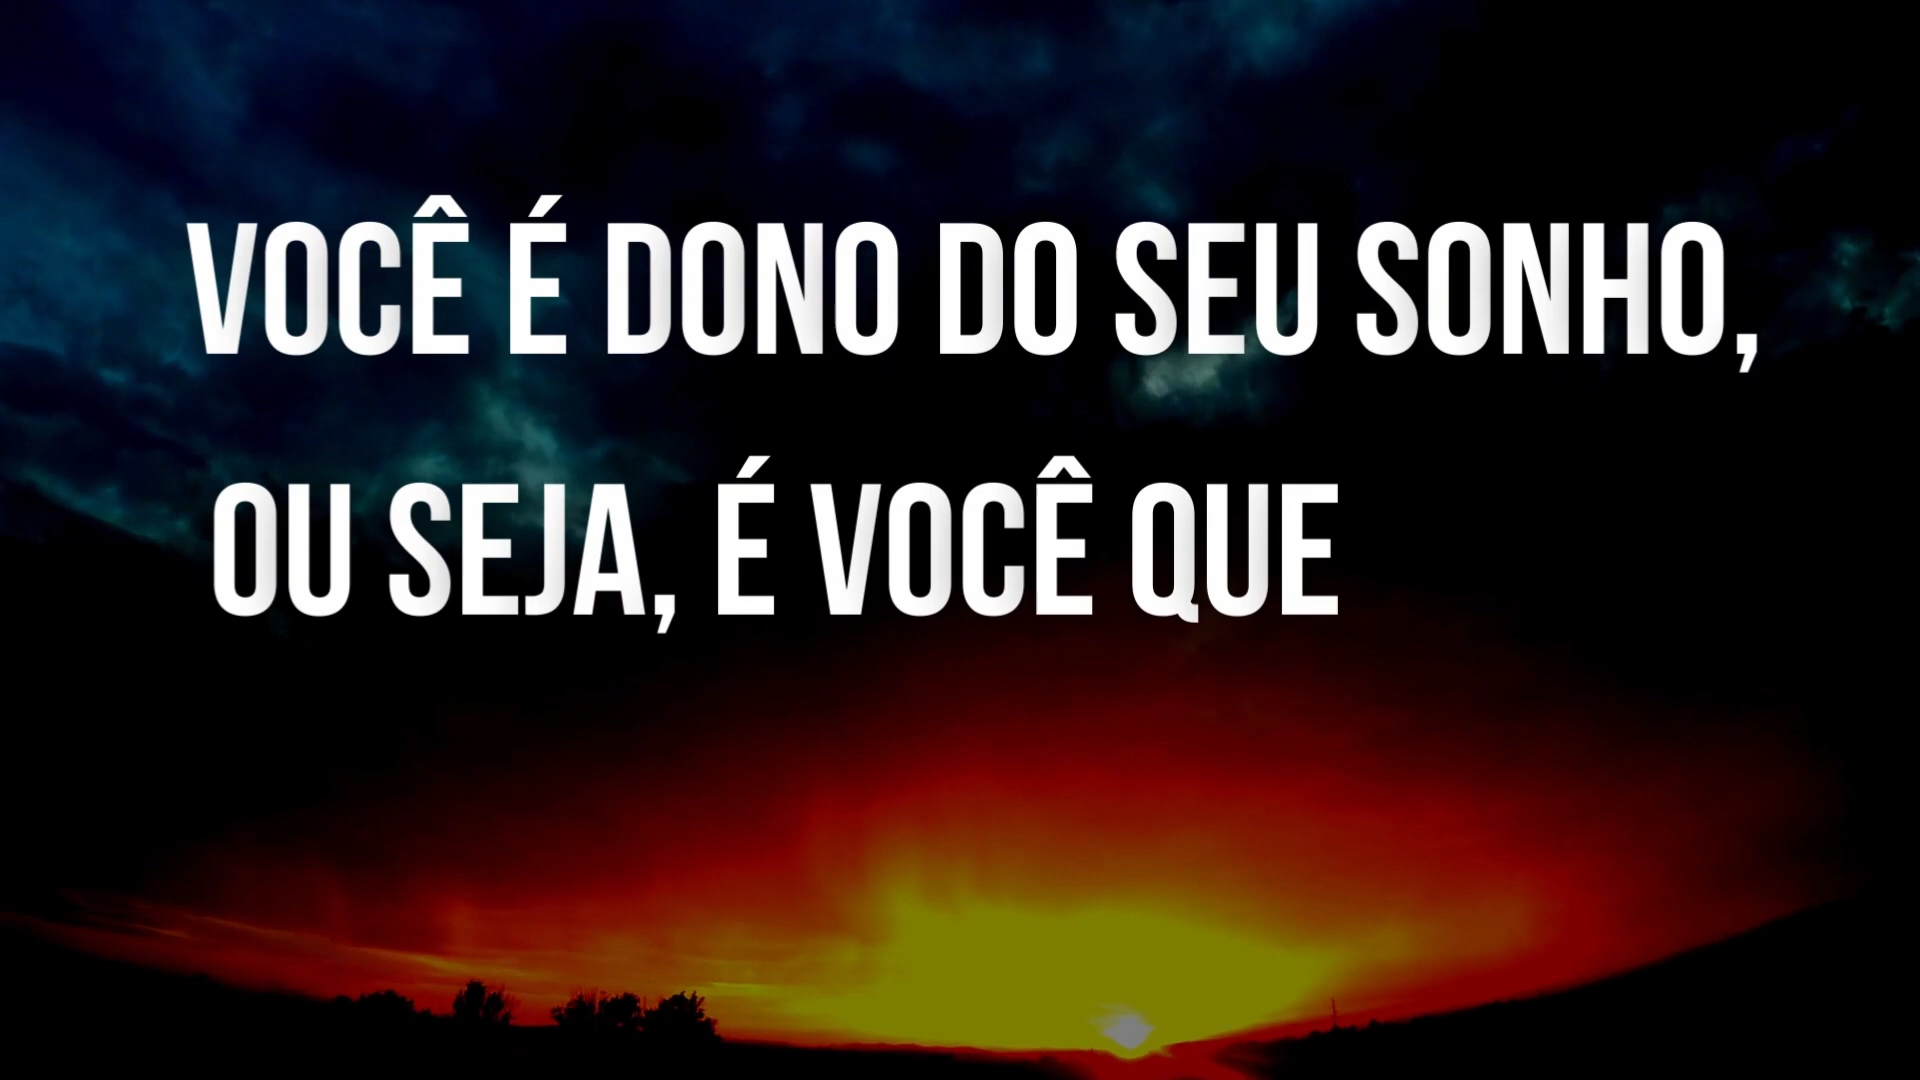 VOCÊ É DONO DO SEU SONHO,
OU SEJA, É VOCÊ QUE